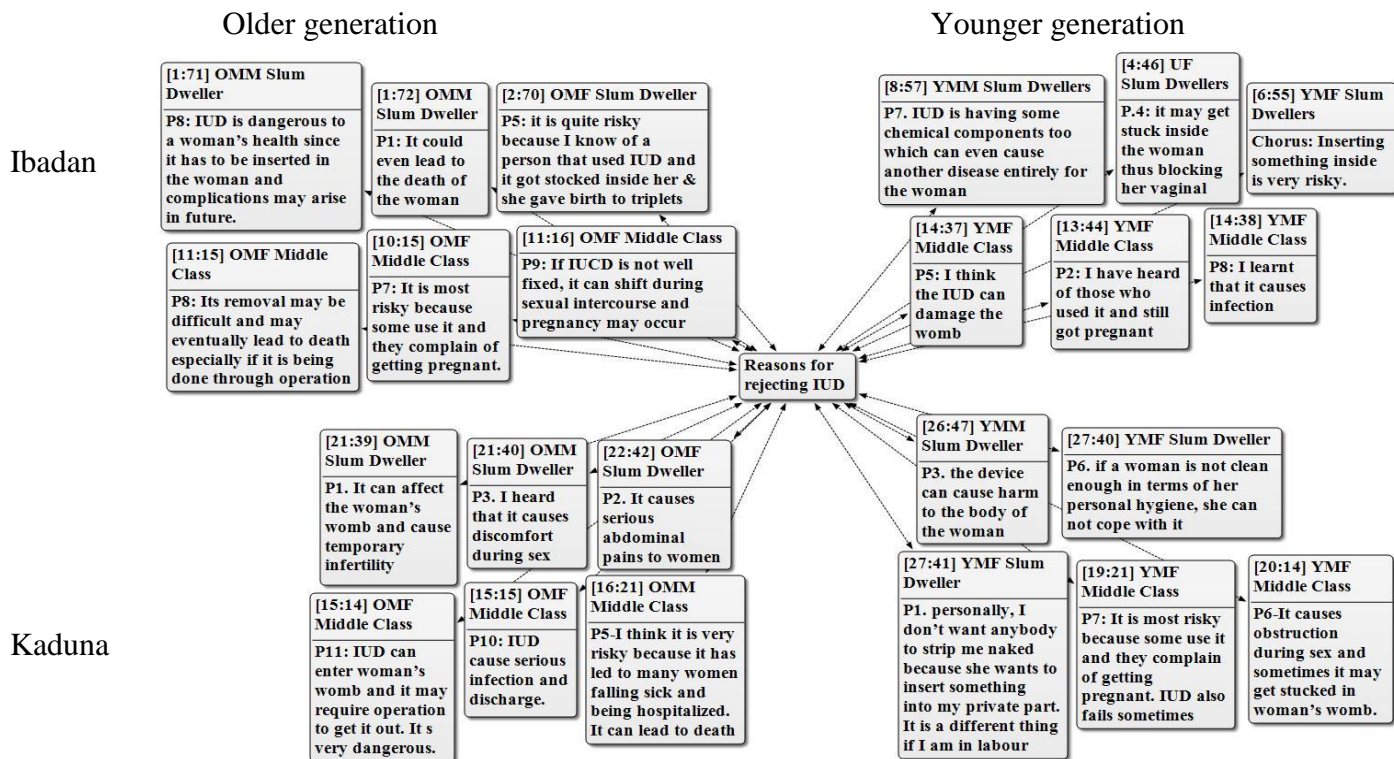 Older generation
Younger generation
Ibadan
[1:71] OMM Slum
Dweller
P8: IUD is dangerous to
a woman's health since
it has to be inserted in
the woman and
complications may arise
in future.
[1:72] OMM
Slum Dweller
P1: It could
even lead to
the death of
the woman
[2:70] OMF Slum Dweller
P5: it is quite risky
because I know of a
person that used IUD and
it got stocked inside her &
she gave birth to triplets
[11:15] OMF Middle
Class
P8: Its removal may be
difficult and may
eventually lead to death
especially if it is being
done through operation
[10:15] OMF
Middle Class
P7: It is most
risky because
some use it and
they complain of
getting pregnant.
[11:16] OMF Middle Class
P9: If IUCD is not well
fixed, it can shift during
sexual intercourse and
pregnancy may occur
[8:57] YMM Slum Dwellers
P7. IUD is having some
chemical components too
which can even cause
another disease entirely for
the woman
[4:46] UF
Slum Dwellers
P.4: it may get
stuck inside
the woman
thus blocking
her vaginal
[6:55] YMF Slum
Dwellers
Chorus: Inserting
something inside
is very risky.
[14:37] YMF
Middle Class
P5: I think
the IUD can
damage the
womb
[13:44] YMF
Middle Class
P2: I have heard
of those who
used it and still
got pregnant
[14:38] YMF
Middle Class
P8: I learnt
that it causes
infection
Reasons for
rejecting IUD
Kaduna
[21:39] OMM
Slum Dweller
P1. It can affect
the woman's
womb and cause
temporary
infertility
[21:40] OMM
Slum Dweller
P3. I heard
that it causes
discomfort
during sex
[22:42] OMF
Slum Dweller
P2. It causes
serious
abdominal
pains to women
[15:14] OMF
Middle Class
P11: IUD can
enter woman's
womb and it may
require operation
to get it out. It s
very dangerous.
[15:15] OMF
Middle Class
P10: IUD
cause serious
infection and
discharge.
[16:21] OMM
Middle Class
P5-I think it is very
risky because it has
led to many women
falling sick and
being hospitalized.
It can lead to death
[26:47] YMM
Slum Dweller
P3. the device
can cause harm
to the body of
the woman
[27:40] YMF Slum Dweller
P6. if a woman is not clean
enough in terms of her
personal hygiene, she can
not cope with it
[27:41] YMF Slum
Dweller
P1. personally, I
don't want anybody
to strip me naked
because she wants to
insert something
into my private part.
It is a different thing
if I am in labour
[19:21] YMF
Middle Class
P7: It is most risky
because some use it
and they complain
of getting
pregnant. IUD also
fails sometimes
[20:14] YMF
Middle Class
P6-It causes
obstruction
during sex and
sometimes it may
get stucked in
woman's womb.